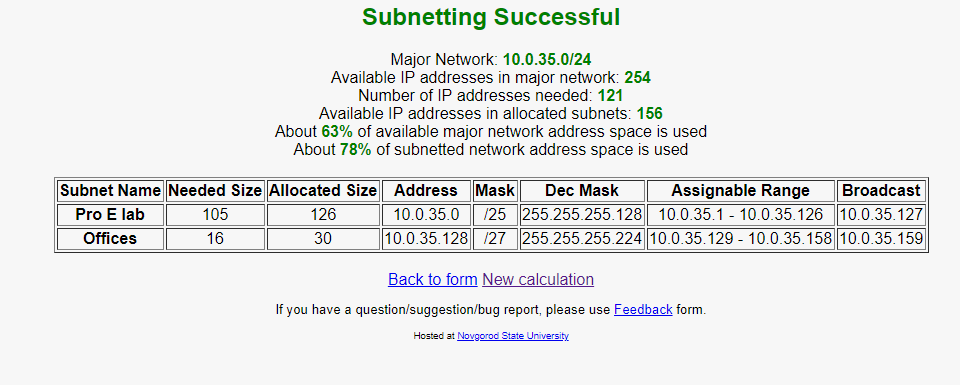 Subnetting Successful
Major Network: 10.0.35.0/24
Available IP addresses in major network: 254
Number of IP addresses needed: 121
Available IP addresses in allocated subnets: 156
About 63% of available major network address space is used
About 78% of subnetted network address space is used
Subnet Name Needed Size Allocated Size Address Mask Dec Mask Assignable Range Broadcast
Pro E lab 105 126 10.0.35.0 /25 255.255.255.128 10.0.35.1 - 10.0.35.126 10.0.35.127
Offices 16 30 10.0.35.128 /27 255.255.255.224 10.0.35.129 - 10.0.35.158 10.0.35.159
Back to form New calculation
If you have a question/suggestion/bug report, please use Feedback form.
Hosted at Novgorod State University